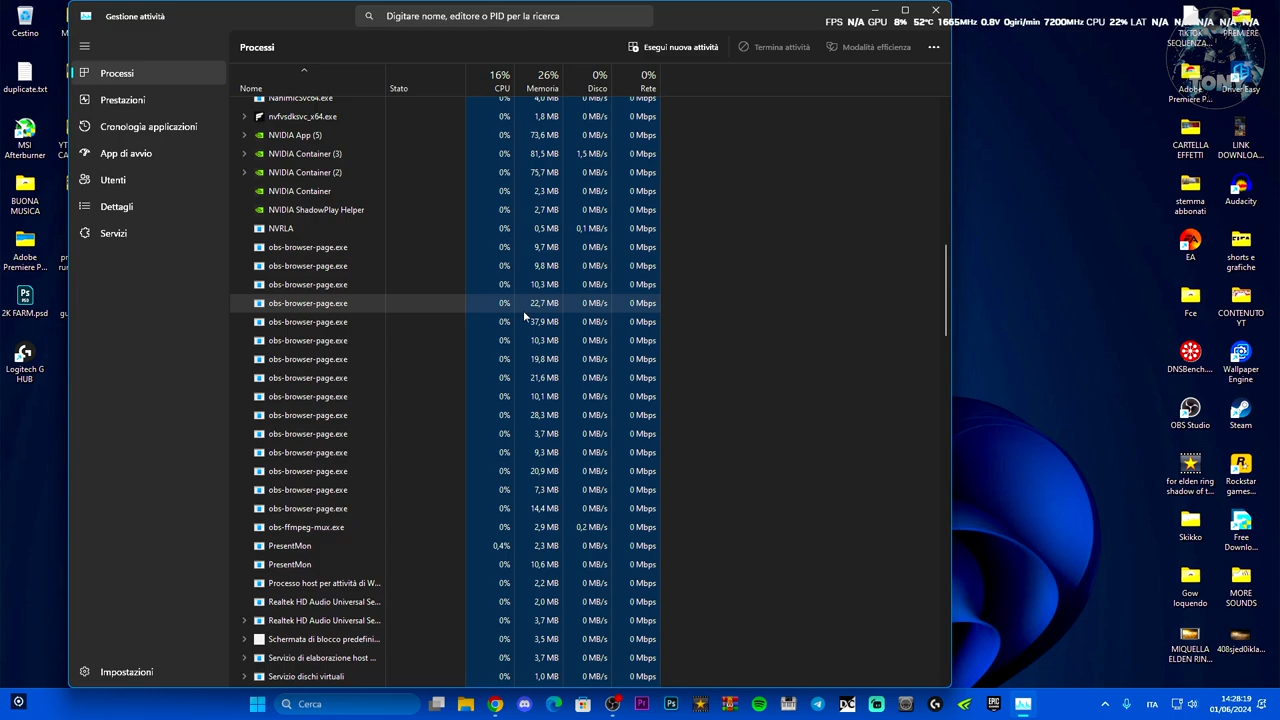 Gestione attività
Digitare nome, editore o PID per la ricerca
FPS N/A GPU 8% 52°C 1665MHz 0.8V 0giri/min 7200MHz CPU 22% LAT N/A N/A N/A N/A N/A
Processi
Esegui nuova attività
Termina attività
Modalità efficienza
Processi
Prestazioni
Cronologia applicazioni
App di avvio
Utenti
Dettagli
Servizi
Impostazioni
16% 26% 0% 0%
Nome Stato CPU Memoria Disco Rete
NahimicSvc64.exe 0% 4,0 MB 0 MB/s 0 Mbps
nvfvsdksvc_x64.exe 0% 1,8 MB 0 MB/s 0 Mbps
NVIDIA App (5) 0% 73,6 MB 0 MB/s 0 Mbps
NVIDIA Container (3) 0% 81,5 MB 1,5 MB/s 0 Mbps
NVIDIA Container (2) 0% 75,7 MB 0 MB/s 0 Mbps
NVIDIA Container 0% 2,3 MB 0 MB/s 0 Mbps
NVIDIA ShadowPlay Helper 0% 2,7 MB 0 MB/s 0 Mbps
NVRLA 0% 0,5 MB 0,1 MB/s 0 Mbps
obs-browser-page.exe 0% 9,7 MB 0 MB/s 0 Mbps
obs-browser-page.exe 0% 9,8 MB 0 MB/s 0 Mbps
obs-browser-page.exe 0% 10,3 MB 0 MB/s 0 Mbps
obs-browser-page.exe 0% 22,7 MB 0 MB/s 0 Mbps
obs-browser-page.exe 0% 37,9 MB 0 MB/s 0 Mbps
obs-browser-page.exe 0% 10,3 MB 0 MB/s 0 Mbps
obs-browser-page.exe 0% 19,8 MB 0 MB/s 0 Mbps
obs-browser-page.exe 0% 21,6 MB 0 MB/s 0 Mbps
obs-browser-page.exe 0% 10,1 MB 0 MB/s 0 Mbps
obs-browser-page.exe 0% 28,3 MB 0 MB/s 0 Mbps
obs-browser-page.exe 0% 3,7 MB 0 MB/s 0 Mbps
obs-browser-page.exe 0% 9,3 MB 0 MB/s 0 Mbps
obs-browser-page.exe 0% 20,9 MB 0 MB/s 0 Mbps
obs-browser-page.exe 0% 7,3 MB 0 MB/s 0 Mbps
obs-browser-page.exe 0% 14,4 MB 0 MB/s 0 Mbps
obs-ffmpeg-mux.exe 0% 2,9 MB 0,2 MB/s 0 Mbps
PresentMon 0,4% 2,3 MB 0 MB/s 0 Mbps
PresentMon 0% 10,6 MB 0 MB/s 0 Mbps
Processo host per attività di W... 0% 2,2 MB 0 MB/s 0 Mbps
Realtek HD Audio Universal Se... 0% 2,0 MB 0 MB/s 0 Mbps
Realtek HD Audio Universal Se... 0% 3,7 MB 0 MB/s 0 Mbps
Schermata di blocco predefini... 0% 3,5 MB 0 MB/s 0 Mbps
Servizio di elaborazione host ... 0% 3,7 MB 0 MB/s 0 Mbps
Servizio dischi virtuali 0% 1,0 MB 0 MB/s 0 Mbps
Cestino
duplicate.txt
MSI
Afterburner
BUONA
MUSICA
Adobe
Premiere P...
2K FARM.psd
Logitech G
HUB
TIKTOK
SEQUENZA...
PREMIERE
Adobe
Premiere P...
Driver Easy
TONY
CARTELLA
EFFETTI
LINK
DOWNLOA...
stemma
abbonati
Audacity
EA
shorts e
grafiche
Fce
CONTENUTO
YT
DNSBench....
Wallpaper
Engine
OBS Studio
Steam
for elden ring
shadow of t...
Rockstar
games...
Skikko
Free
Downlo...
Gow
loquendo
MORE
SOUNDS
MIQUELLA
ELDEN RIN...
408sjed0ikla...
Cerca
ITA
14:28:19
01/06/2024